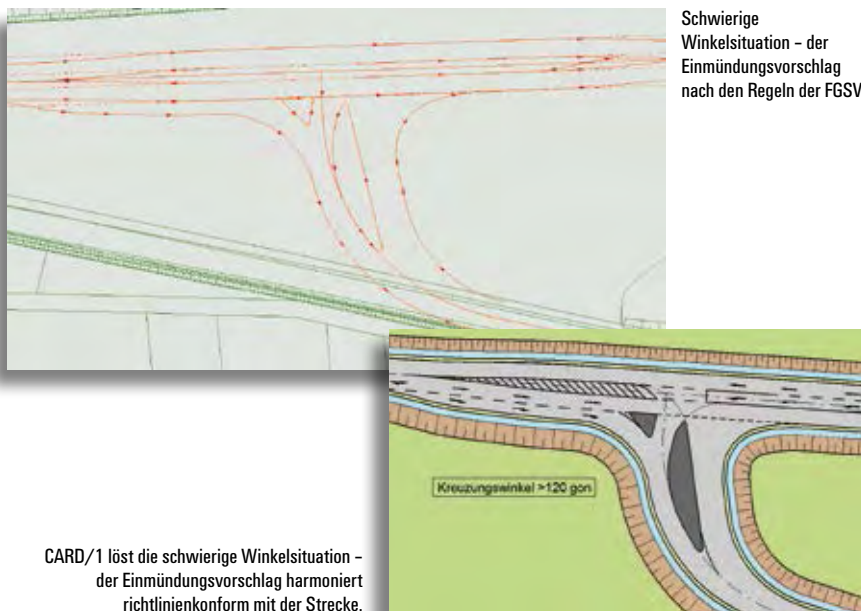 Schwierige
Winkelsituation – der
Einmündungsvorschlag
nach den Regeln der FGSV
Kreuzungswinkel >120 gon
CARD/1 löst die schwierige Winkelsituation –
der Einmündungsvorschlag harmoniert
richtlinienkonform mit der Strecke.